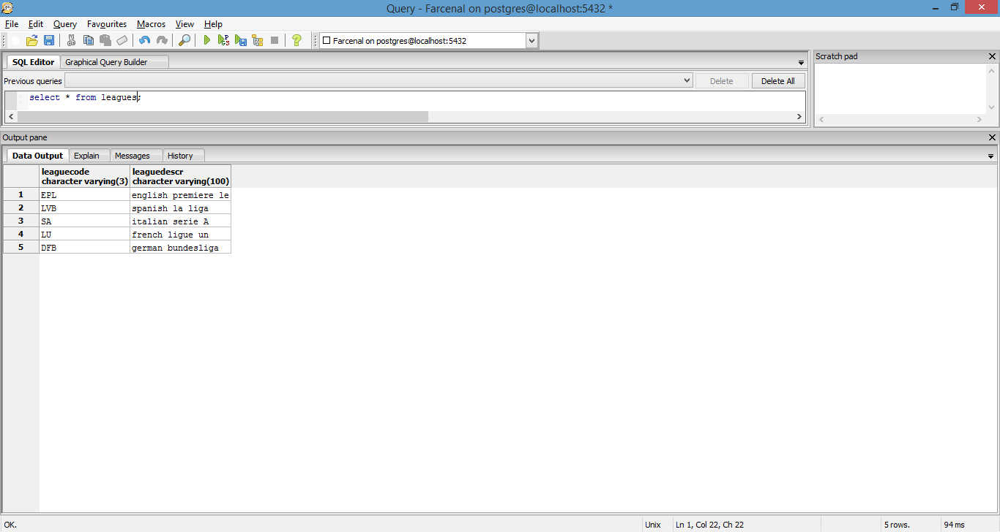 Query - Farcenal on postgres@localhost:5432 *
File Edit Query Favourites Macros View Help
Farcenal on postgres@localhost:5432
SQL Editor Graphical Query Builder
Scratch pad
Previous queries Delete Delete All
select * from leagues;
Output pane
Data Output Explain Messages History
leaguecode leaguedescr
character varying(3) character varying(100)
1 EPL english premiere le
2 LVB spanish la liga
3 SA italian serie A
4 LU french ligue un
5 DFB german bundesliga
OK. Unix Ln 1, Col 22, Ch 22 5 rows. 94 ms